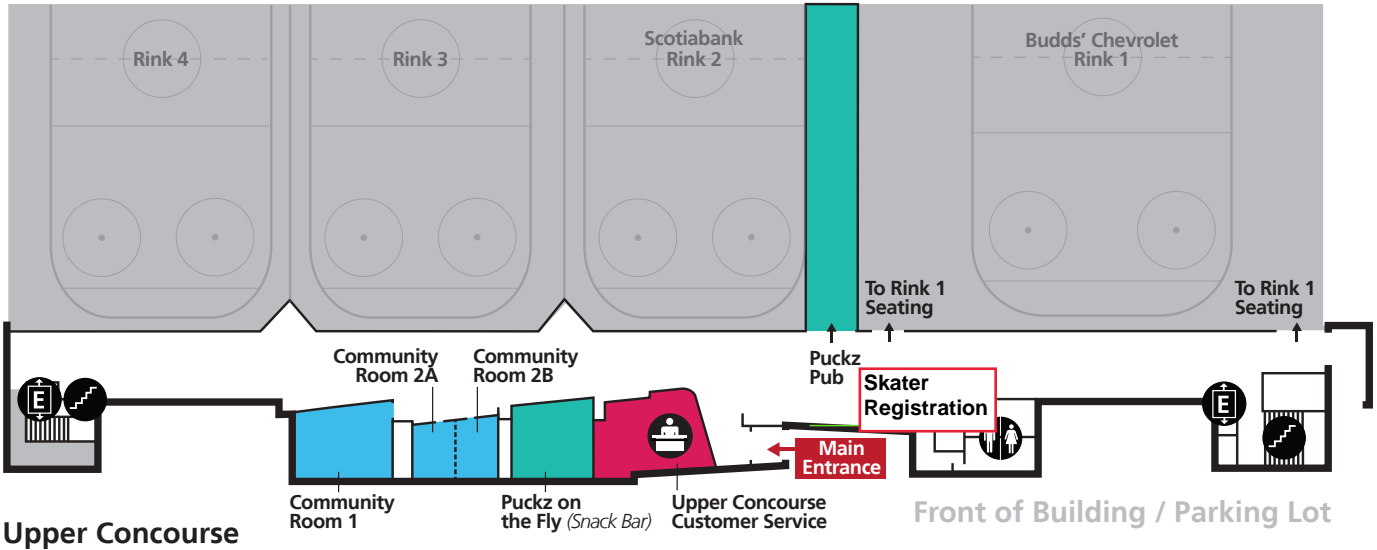 Rink 4
Rink 3
Scotiabank
Rink 2
Budds’ Chevrolet
Rink 1
To Rink 1
Seating
To Rink 1
Seating
Community
Room 2A
Community
Room 2B
Puckz
Pub
Skater
Registration
E
E
Main
Entrance
Community
Room 1
Puckz on
the Fly (Snack Bar)
Upper Concourse
Customer Service
Front of Building / Parking Lot
Upper Concourse